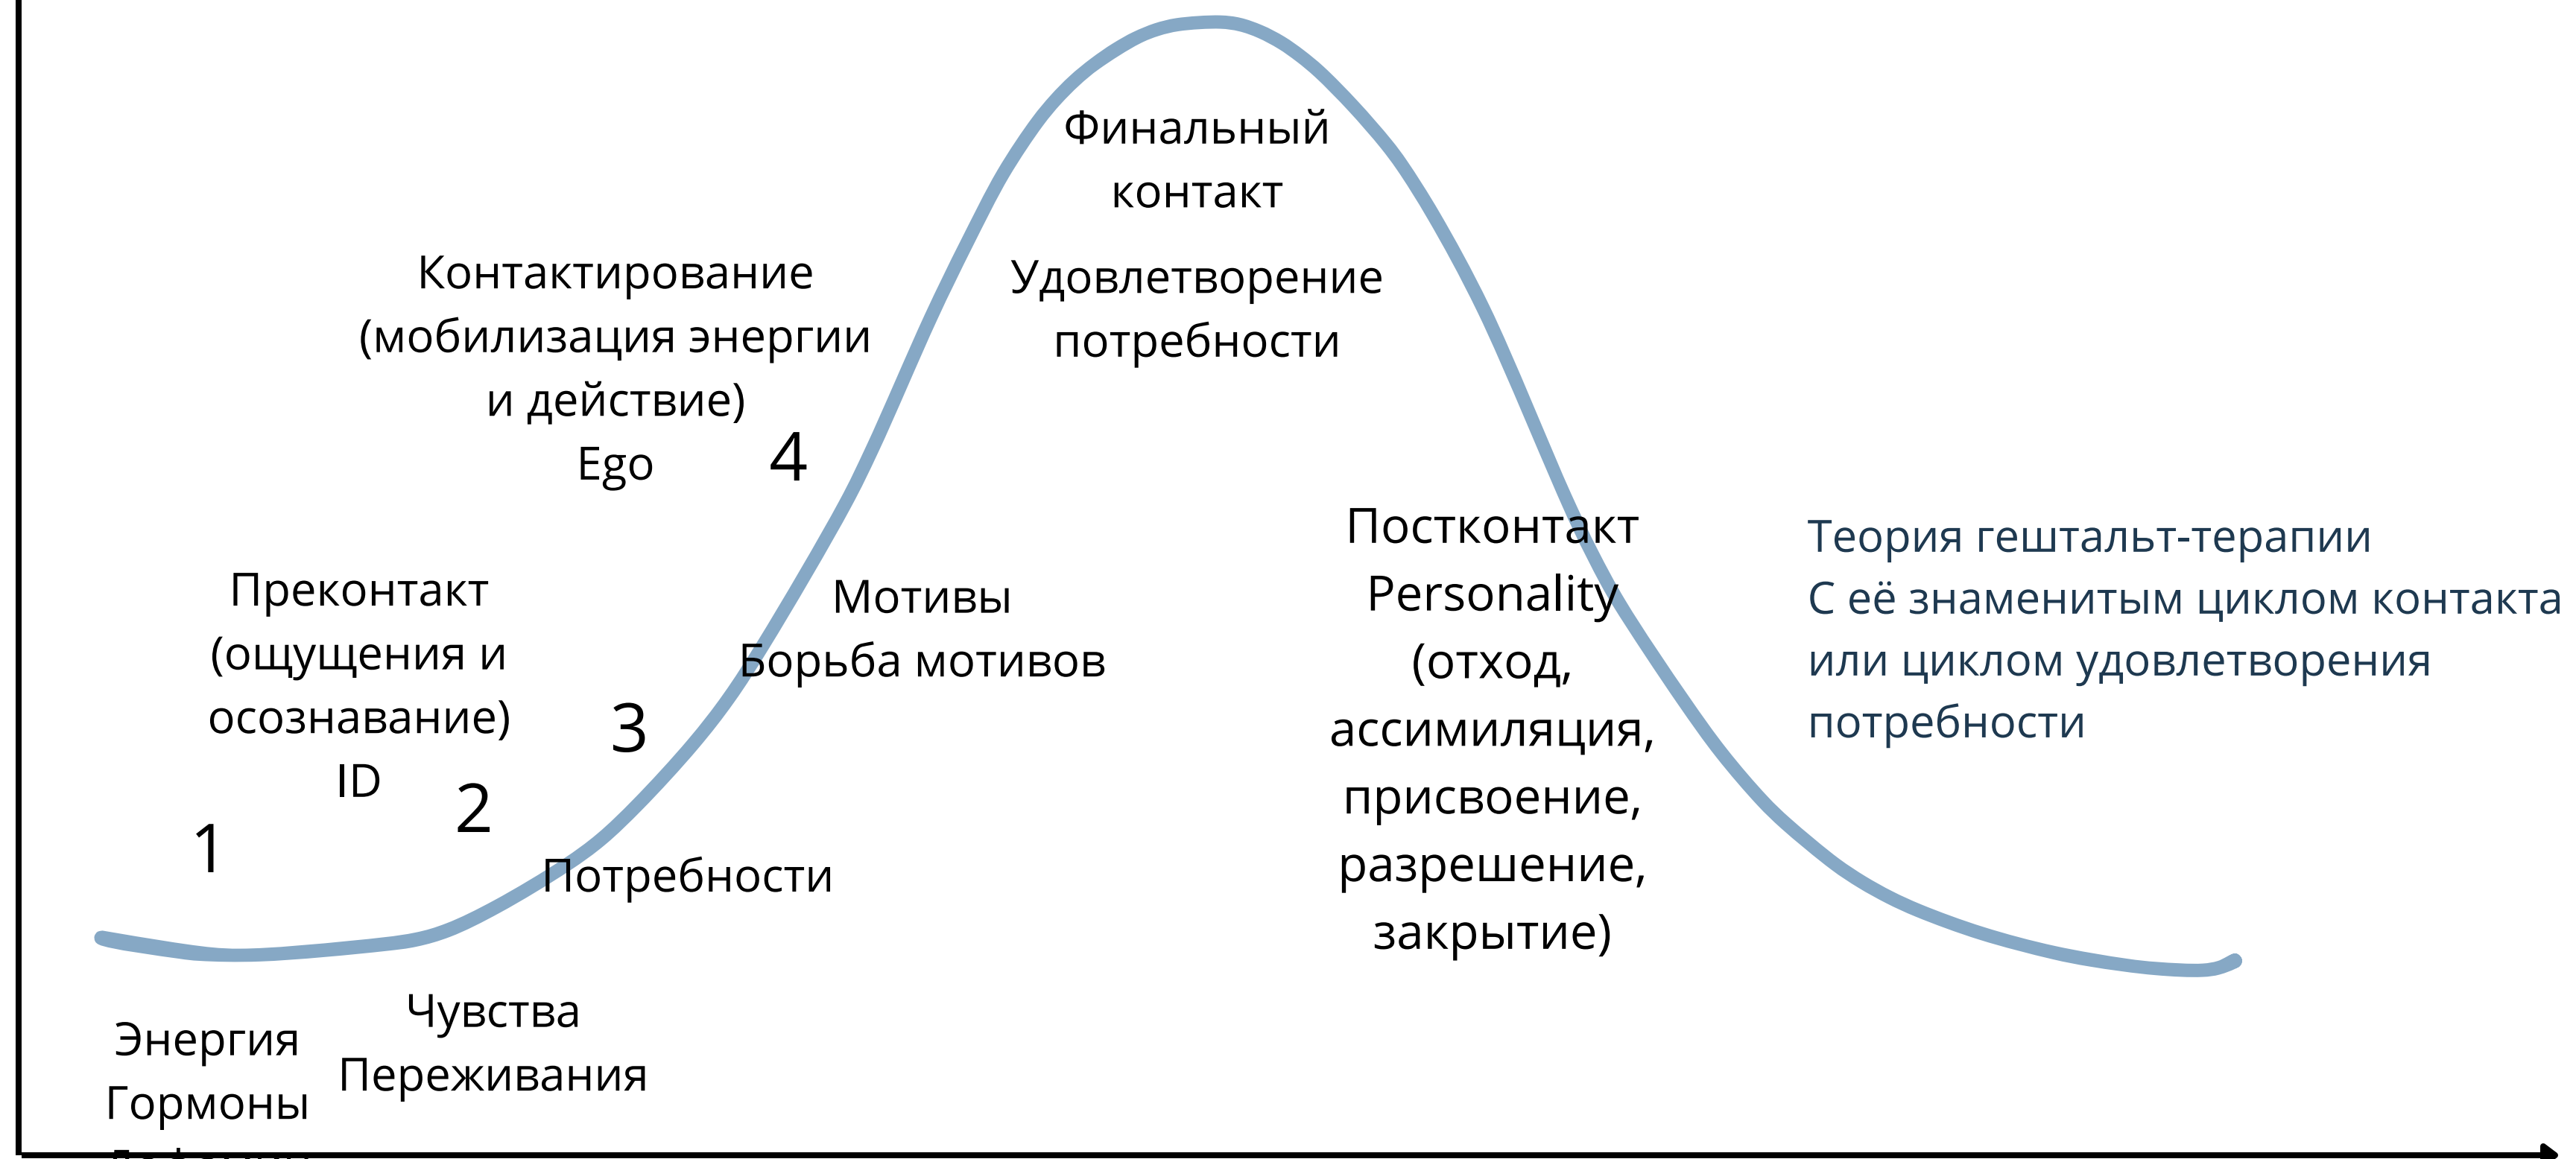 Финальный
контакт
Удовлетворение
потребности
Контактирование
(мобилизация энергии
и действие)
Ego
4
Преконтакт
(ощущения и
осознавание)
ID
1
2
3
Мотивы
Борьба мотивов
Потребности
Постконтакт
Personality
(отход,
ассимиляция,
присвоение,
разрешение,
закрытие)
Теория гештальт-терапии
С её знаменитым циклом контакта
или циклом удовлетворения
потребности
Чувства
Переживания
Энергия
Гормоны